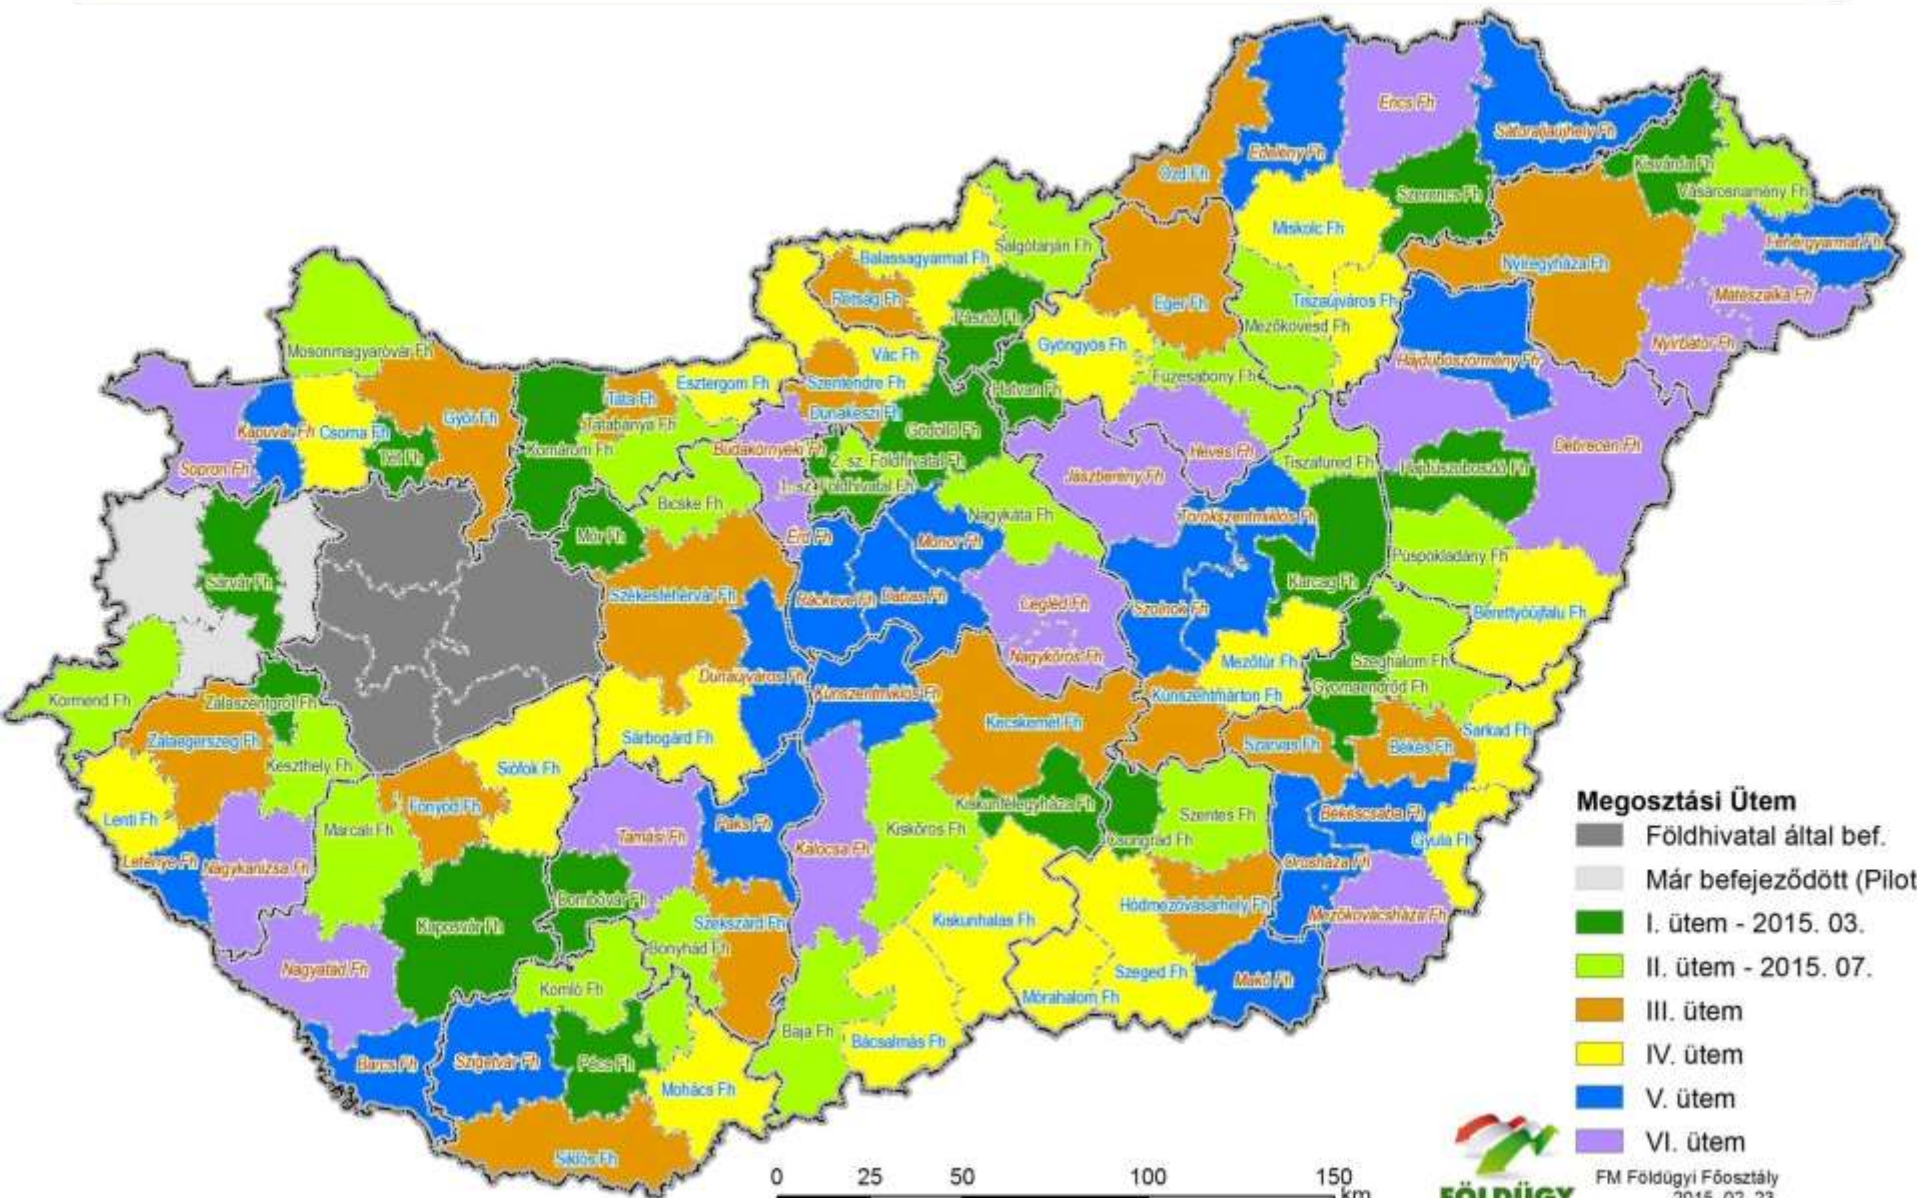 Encs Fh
Sátoraljaújhely Fh
Edelény Fh
Kisvárda Fh
Ózd Fh
Szerencs Fh
Vásárosnamény Fh
Miskolc Fh
Fehérgyarmat Fh
Salgótarján Fh
Balassagyarmat Fh
Nyíregyháza Fh
Rétság Fh
Eger Fh
Tiszaújváros Fh
Mátészalka Fh
Pásztó Fh
Mezőkövesd Fh
Nyírbátor Fh
Mosonmagyaróvár Fh
Vác Fh
Gyöngyös Fh
Hajdúböszörmény Fh
Esztergom Fh
Szentendre Fh
Füzesabony Fh
Hatvan Fh
Tata Fh
Dunakeszi Fh
Győr Fh
Tatabánya Fh
Kapuvár Fh
Csorna Fh
Gödöllő Fh
Debrecen Fh
Tét Fh
Komárom Fh
Budakörnyéki Fh
2. sz. Földhivatal Fh
Heves Fh
Sopron Fh
Tiszafüred Fh
Hajdúszoboszló Fh
1. sz. Földhivatal Fh
Jászberény Fh
Bicske Fh
Nagykáta Fh
Törökszentmiklós Fh
Mór Fh
Érd Fh
Monor Fh
Püspökladány Fh
Sárvár Fh
Karcag Fh
Székesfehérvár Fh
Ráckeve Fh
Dabas Fh
Cegléd Fh
Szolnok Fh
Berettyóújfalu Fh
Nagykőrös Fh
Mezőtúr Fh
Szeghalom Fh
Dunaújváros Fh
Kunszentmiklós Fh
Kunszentmárton Fh
Gyomaendrőd Fh
Körmend Fh
Zalaszentgrót Fh
Kecskemét Fh
Zalaegerszeg Fh
Sárbogárd Fh
Szarvas Fh
Békés Fh
Sarkad Fh
Keszthely Fh
Siófok Fh
Fonyód Fh
Kiskunfélegyháza Fh
Szentes Fh
Békéscsaba Fh
Lenti Fh
Marcali Fh
Tamási Fh
Paks Fh
Kalocsa Fh
Kiskőrös Fh
Csongrád Fh
Gyula Fh
Letenye Fh
Nagykanizsa Fh
Orosháza Fh
Dombóvár Fh
Hódmezővásárhely Fh
Kaposvár Fh
Szekszárd Fh
Kiskunhalas Fh
Mezőkovácsháza Fh
Bonyhád Fh
Nagyatád Fh
Komló Fh
Szeged Fh
Makó Fh
Mórahalom Fh
Baja Fh
Bácsalmás Fh
Barcs Fh
Szigetvár Fh
Pécs Fh
Mohács Fh
Siklós Fh
Megosztási Ütem
Földhivatal által bef.
Már befejeződött (Pilot
I. ütem - 2015. 03.
II. ütem - 2015. 07.
III. ütem
IV. ütem
V. ütem
VI. ütem
0 25 50 100 150
km
FÖLDÜGY
FM Földügyi Főosztály
2015. 02. 23.